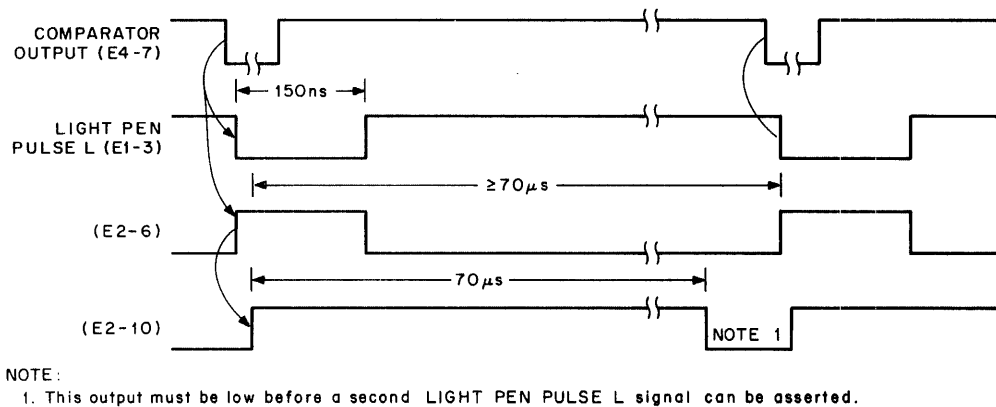 COMPARATOR
OUTPUT (E4-7)
150ns
LIGHT PEN
PULSE L (E1-3)
≥70μs
(E2-6)
70μs
(E2-10)
NOTE 1
NOTE:
1. This output must be low before a second LIGHT PEN PULSE L signal can be asserted.